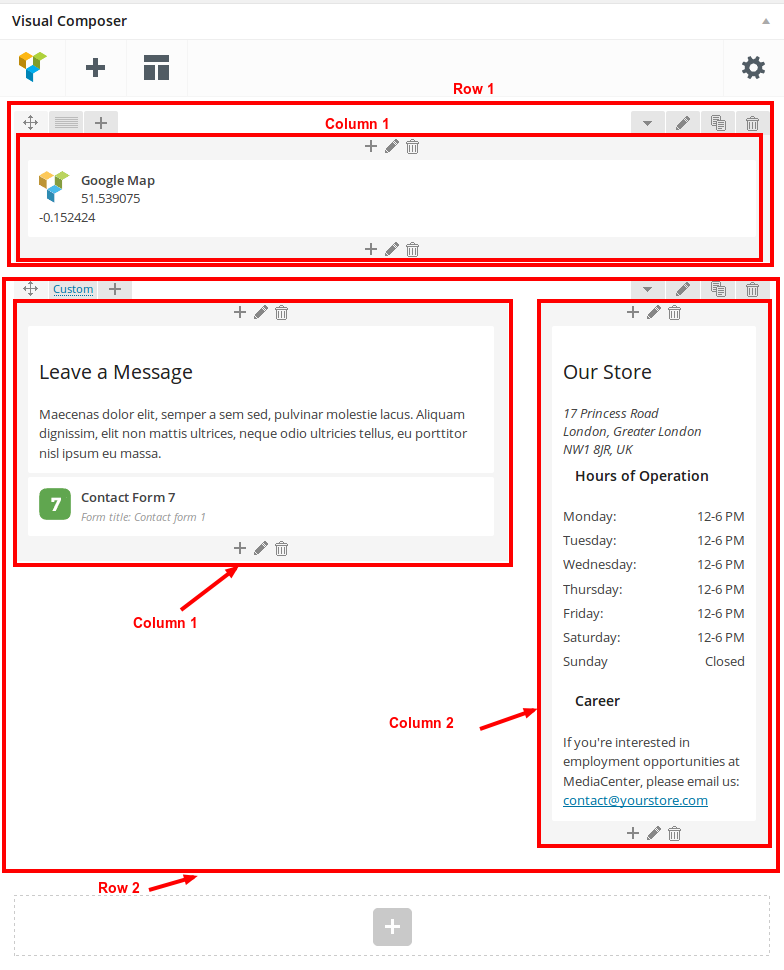 Visual Composer
Row 1
Column 1
Google Map
51.539075
-0.152424
Custom
Leave a Message
Maecenas dolor elit, semper a sem sed, pulvinar molestie lacus. Aliquam
dignissim, elit non mattis ultrices, neque odio ultricies tellus, eu porttitor
nisl ipsum eu massa.
7
Contact Form 7
Form title: Contact form 1
Column 1
Our Store
17 Princess Road
London, Greater London
NW1 8JR, UK
Hours of Operation
Monday: 12-6 PM
Tuesday: 12-6 PM
Wednesday: 12-6 PM
Thursday: 12-6 PM
Friday: 12-6 PM
Saturday: 12-6 PM
Sunday Closed
Career
If you're interested in
employment opportunities at
MediaCenter, please email us:
contact@yourstore.com
Column 2
Row 2